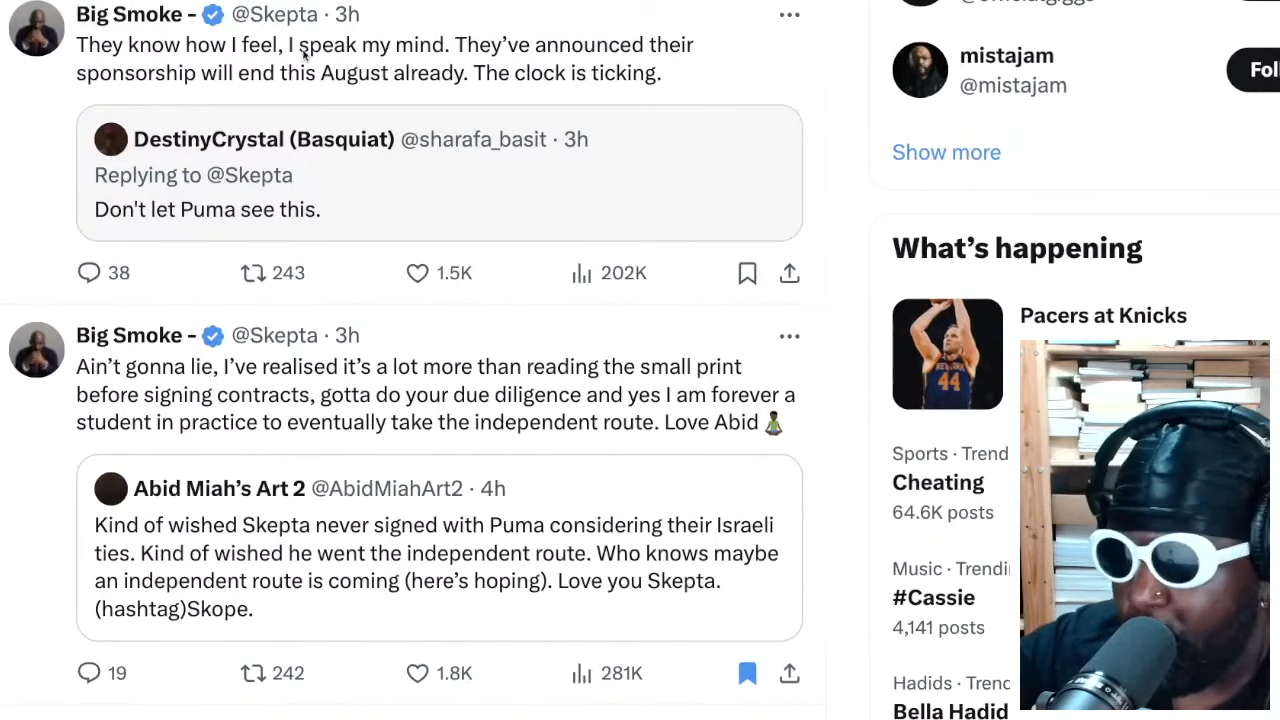 Big Smoke - @Skepta · 3h
They know how I feel, I speak my mind. They've announced their
sponsorship will end this August already. The clock is ticking.
DestinyCrystal (Basquiat) @sharafa_basit · 3h
Replying to @Skepta
Don't let Puma see this.
38 243 1.5K 202K
Big Smoke - @Skepta · 3h
Ain't gonna lie, I've realised it's a lot more than reading the small print
before signing contracts, gotta do your due diligence and yes I am forever a
student in practice to eventually take the independent route. Love Abid
Abid Miah's Art 2 @AbidMiahArt2 · 4h
Kind of wished Skepta never signed with Puma considering their Israeli
ties. Kind of wished he went the independent route. Who knows maybe
an independent route is coming (here's hoping). Love you Skepta.
(hashtag)Skope.
19 242 1.8K 281K
mistajam
@mistajam
Foll
Show more
What's happening
Pacers at Knicks
44
Sports · Trend
Cheating
64.6K posts
Music · Trendi
#Cassie
4,141 posts
Hadids · Trenc
Bella Hadid